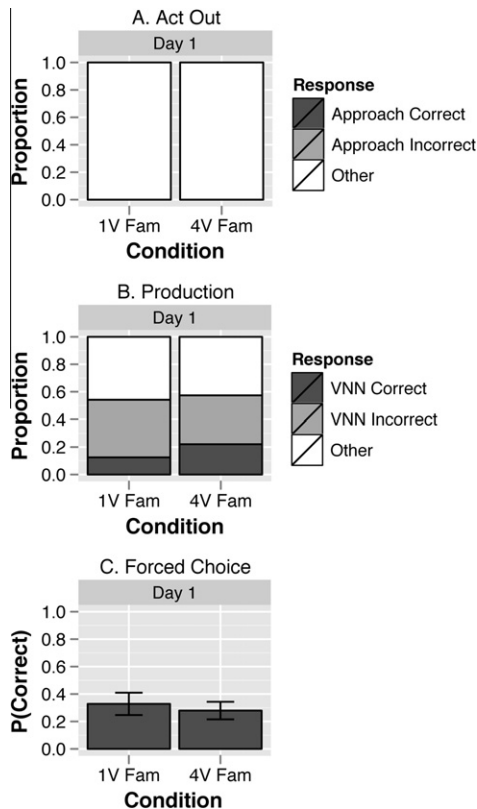 A. Act Out
Day 1
Proportion
1.0
0.8
0.6
0.4
0.2
0.0
1V Fam 4V Fam
Condition
Response
Approach Correct
Approach Incorrect
Other
B. Production
Day 1
Proportion
1.0
0.8
0.6
0.4
0.2
0.0
1V Fam 4V Fam
Condition
Response
VNN Correct
VNN Incorrect
Other
C. Forced Choice
Day 1
P(Correct)
1.0
0.8
0.6
0.4
0.2
0.0
1V Fam 4V Fam
Condition